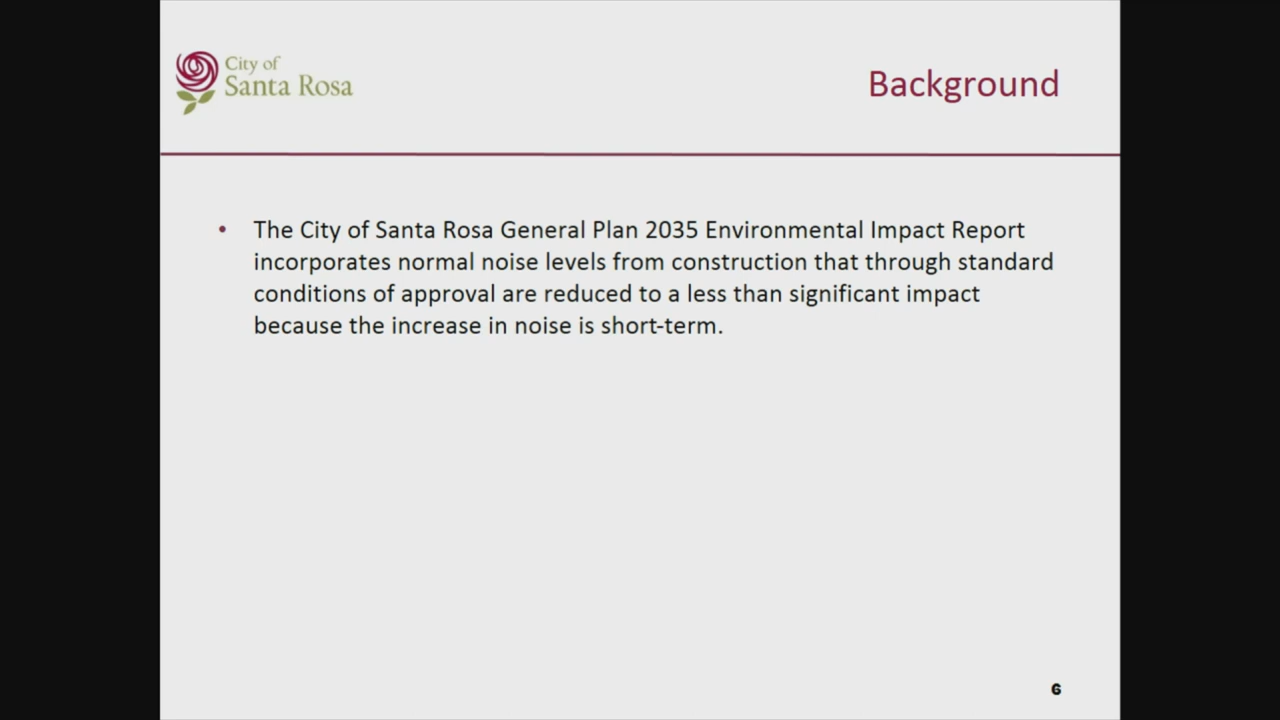 City of
Santa Rosa
Background
• The City of Santa Rosa General Plan 2035 Environmental Impact Report
incorporates normal noise levels from construction that through standard
conditions of approval are reduced to a less than significant impact
because the increase in noise is short-term.
6